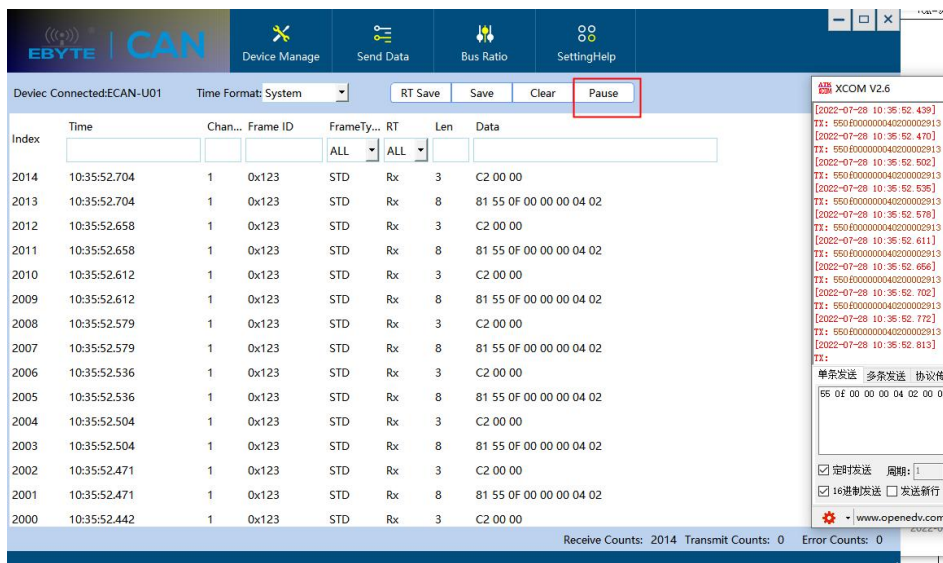 EBYTE | CAN
Device Manage
Send Data
Bus Ratio
SettingHelp
Deviec Connected:ECAN-U01 Time Format: System RT Save Save Clear Pause
Index Time Chan... Frame ID FrameTy... RT Len Data
ALL ALL
2014 10:35:52.704 1 0x123 STD Rx 3 C2 00 00
2013 10:35:52.704 1 0x123 STD Rx 8 81 55 0F 00 00 00 04 02
2012 10:35:52.658 1 0x123 STD Rx 3 C2 00 00
2011 10:35:52.658 1 0x123 STD Rx 8 81 55 0F 00 00 00 04 02
2010 10:35:52.612 1 0x123 STD Rx 3 C2 00 00
2009 10:35:52.612 1 0x123 STD Rx 8 81 55 0F 00 00 00 04 02
2008 10:35:52.579 1 0x123 STD Rx 3 C2 00 00
2007 10:35:52.579 1 0x123 STD Rx 8 81 55 0F 00 00 00 04 02
2006 10:35:52.536 1 0x123 STD Rx 3 C2 00 00
2005 10:35:52.536 1 0x123 STD Rx 8 81 55 0F 00 00 00 04 02
2004 10:35:52.504 1 0x123 STD Rx 3 C2 00 00
2003 10:35:52.504 1 0x123 STD Rx 8 81 55 0F 00 00 00 04 02
2002 10:35:52.471 1 0x123 STD Rx 3 C2 00 00
2001 10:35:52.471 1 0x123 STD Rx 8 81 55 0F 00 00 00 04 02
2000 10:35:52.442 1 0x123 STD Rx 3 C2 00 00
Receive Counts: 2014 Transmit Counts: 0 Error Counts: 0
XCOM V2.6
[2022-07-28 10:35:52.439]
TX: 550f000000040200002913
[2022-07-28 10:35:52.470]
TX: 550f000000040200002913
[2022-07-28 10:35:52.502]
TX: 550f000000040200002913
[2022-07-28 10:35:52.535]
TX: 550f000000040200002913
[2022-07-28 10:35:52.578]
TX: 550f000000040200002913
[2022-07-28 10:35:52.611]
TX: 550f000000040200002913
[2022-07-28 10:35:52.656]
TX: 550f000000040200002913
[2022-07-28 10:35:52.702]
TX: 550f000000040200002913
[2022-07-28 10:35:52.772]
TX: 550f000000040200002913
[2022-07-28 10:35:52.813]
TX:
单条发送 多条发送 协议传
55 0f 00 00 00 04 02 00 0
定时发送 周期: 1
16进制发送 发送新行
www.openedv.com